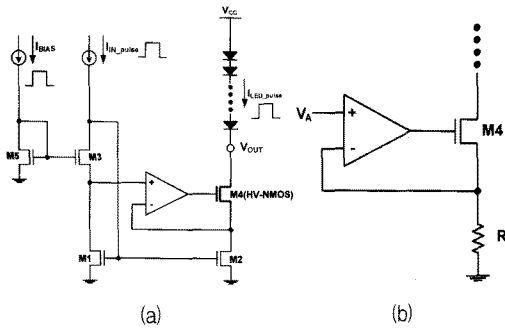 V_CC
I_BIAS
I_IN_pulse
I_LED_pulse
V_OUT
M5
M3
+
-
M4(HV-NMOS)
M1
M2
(a)
V_A
+
-
M4
R
(b)